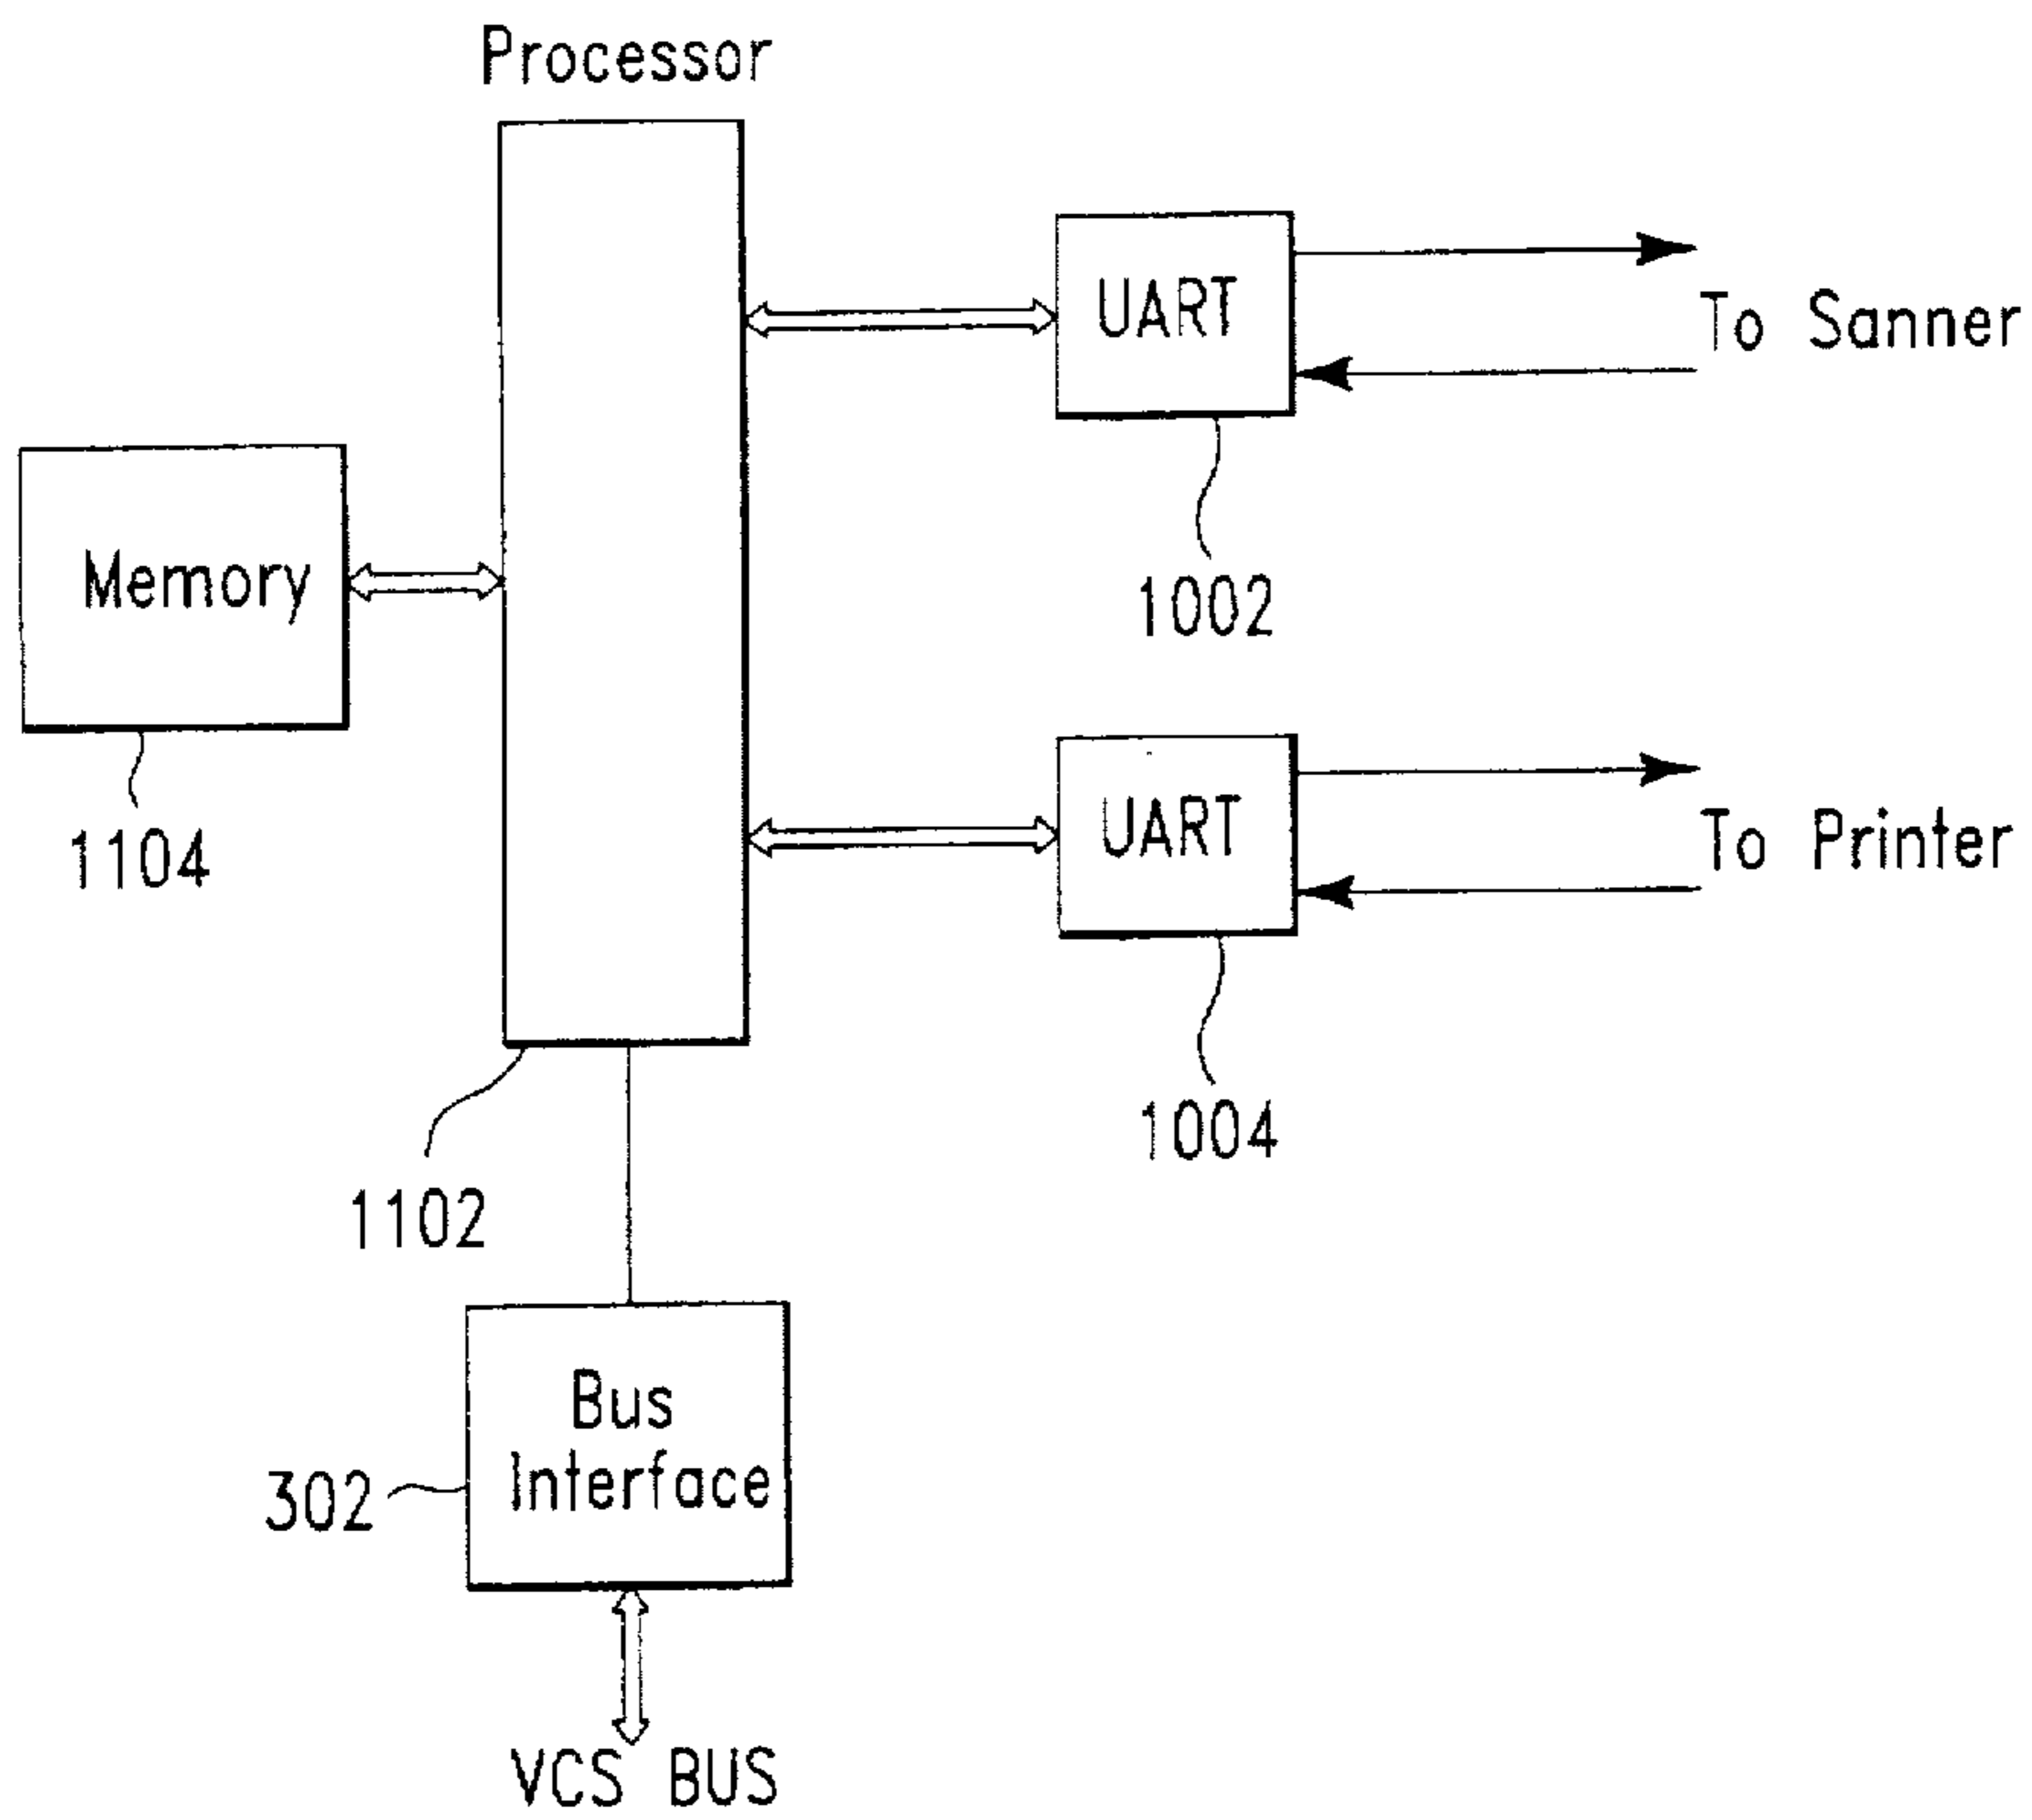 Processor
UART
To Sanner
1002
Memory
1104
UART
To Printer
1004
1102
Bus
Interface
302
VCS BUS